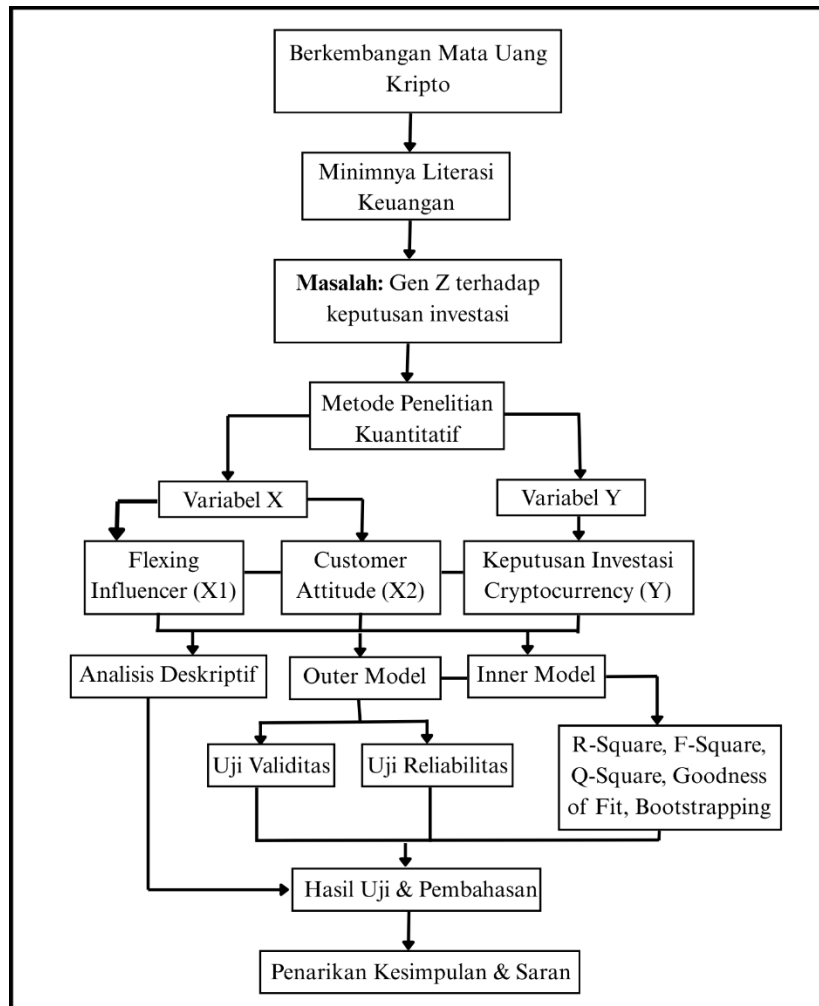 Berkembangan Mata Uang
Kripto
Minimnya Literasi
Keuangan
Masalah: Gen Z terhadap
keputusan investasi
Metode Penelitian
Kuantitatif
Variabel X
Variabel Y
Flexing
Influencer (X1)
Customer
Attitude (X2)
Keputusan Investasi
Cryptocurrency (Y)
Analisis Deskriptif
Outer Model
Inner Model
Uji Validitas
Uji Reliabilitas
R-Square, F-Square,
Q-Square, Goodness
of Fit, Bootstrapping
Hasil Uji & Pembahasan
Penarikan Kesimpulan & Saran